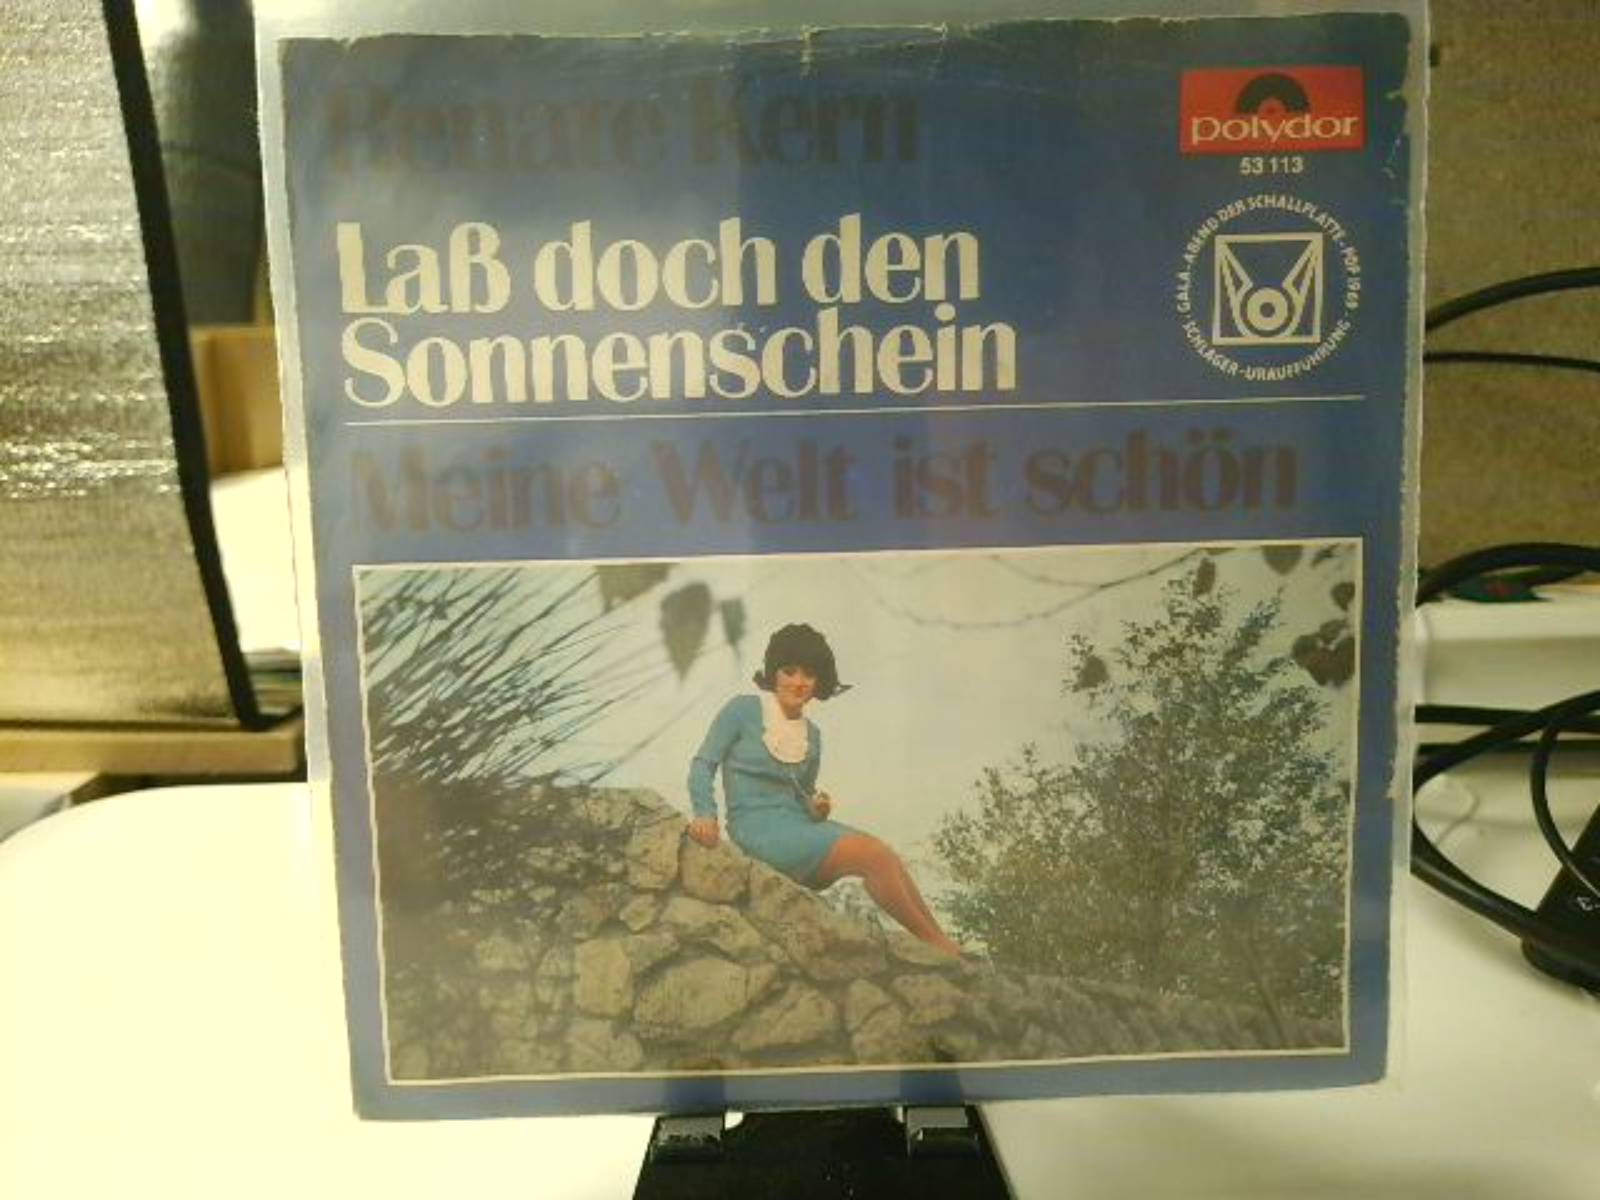 Renate Kern
polydor
53 113
Laß doch den
Sonnenschein
GALA-ABEND DER SCHALLPLATTE · POP 1969 · SCHLAGER-URAUFFÜHRUNG ·
Meine Welt ist schön